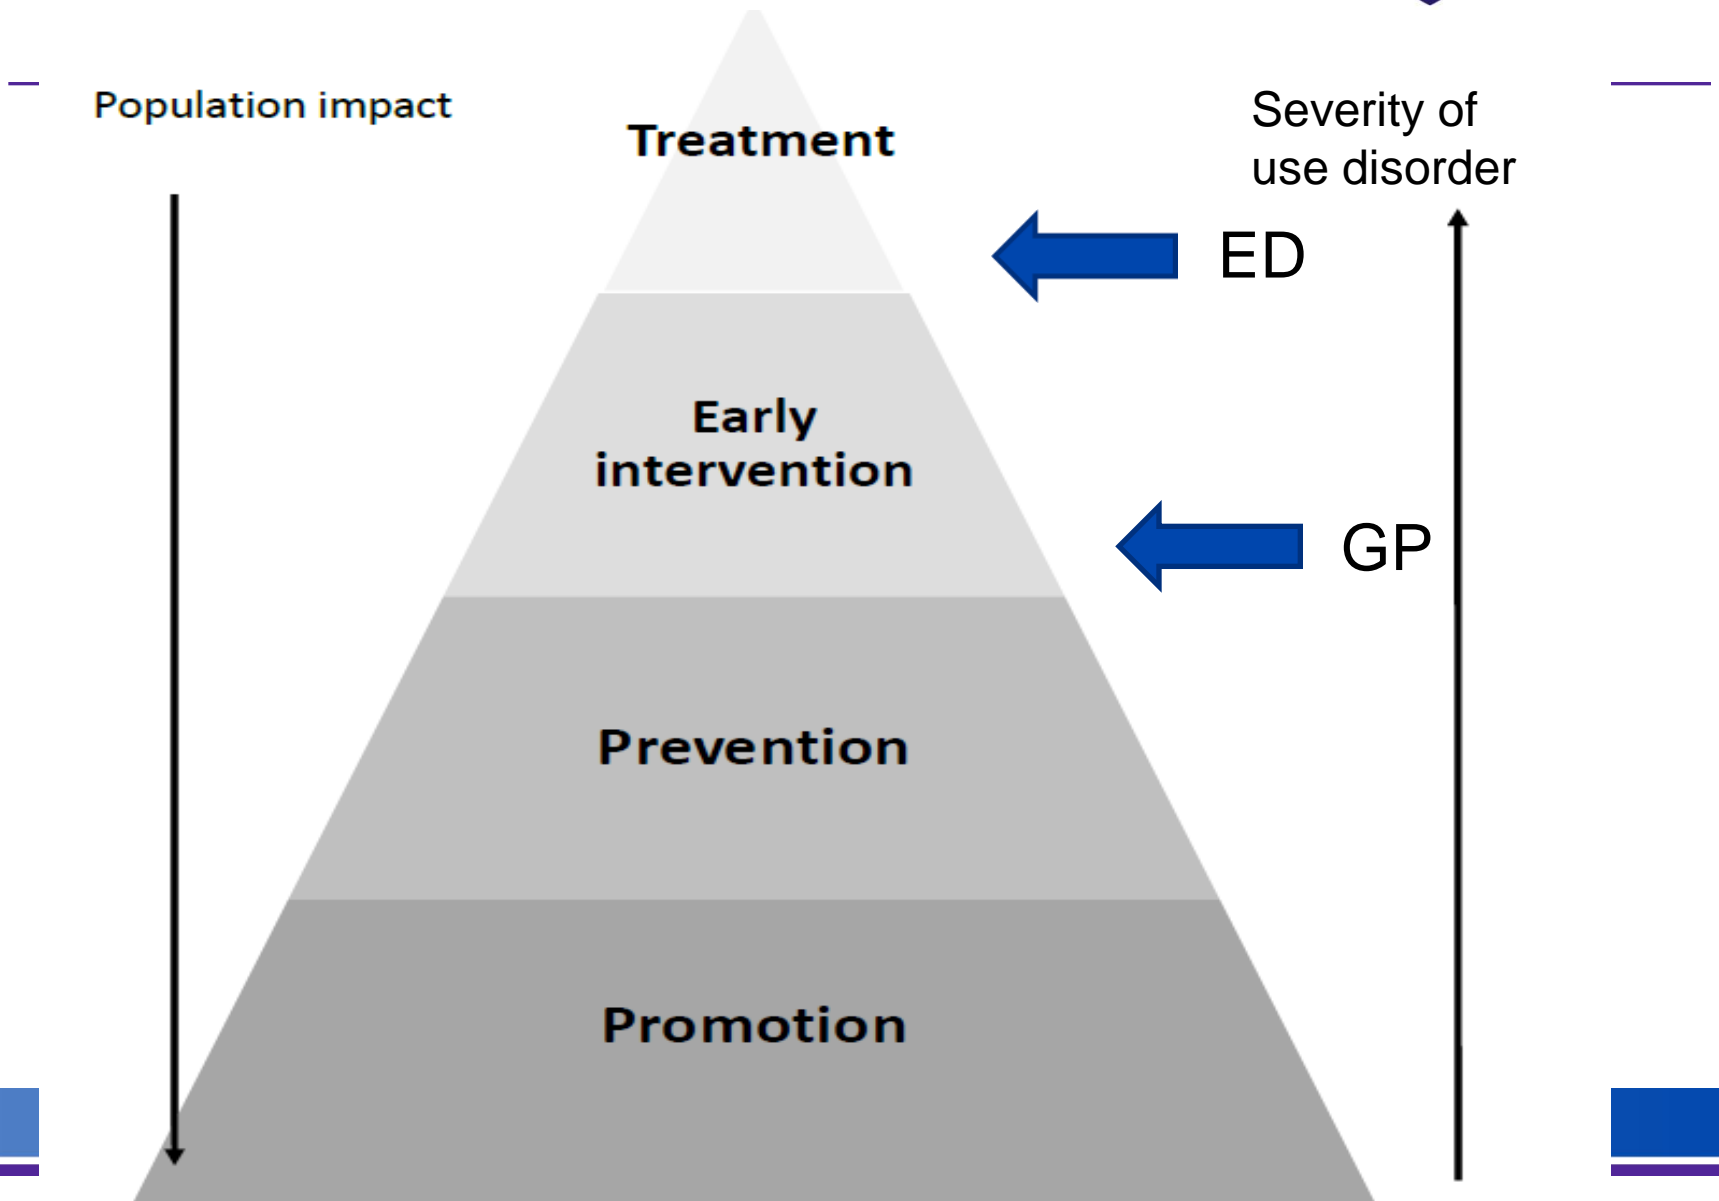 Population impact
Treatment
Severity of
use disorder
ED
Early
intervention
GP
Prevention
Promotion